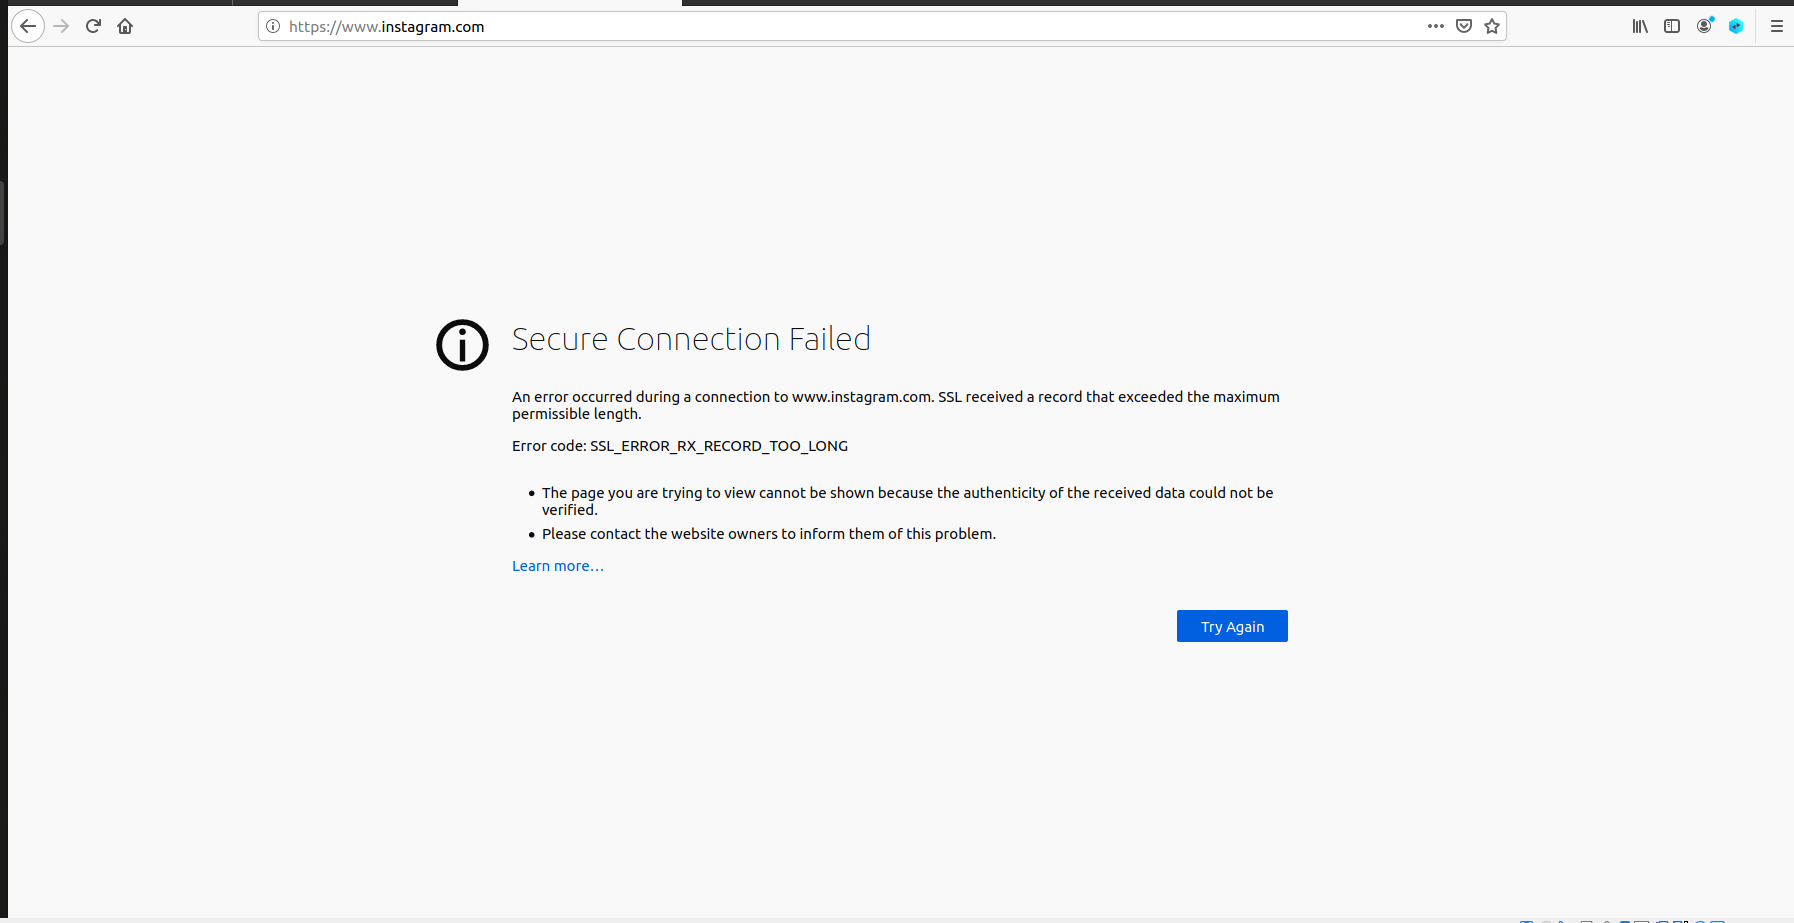 https://www.instagram.com
Secure Connection Failed
An error occurred during a connection to www.instagram.com. SSL received a record that exceeded the maximum
permissible length.
Error code: SSL_ERROR_RX_RECORD_TOO_LONG
• The page you are trying to view cannot be shown because the authenticity of the received data could not be
verified.
• Please contact the website owners to inform them of this problem.
Learn more…
Try Again